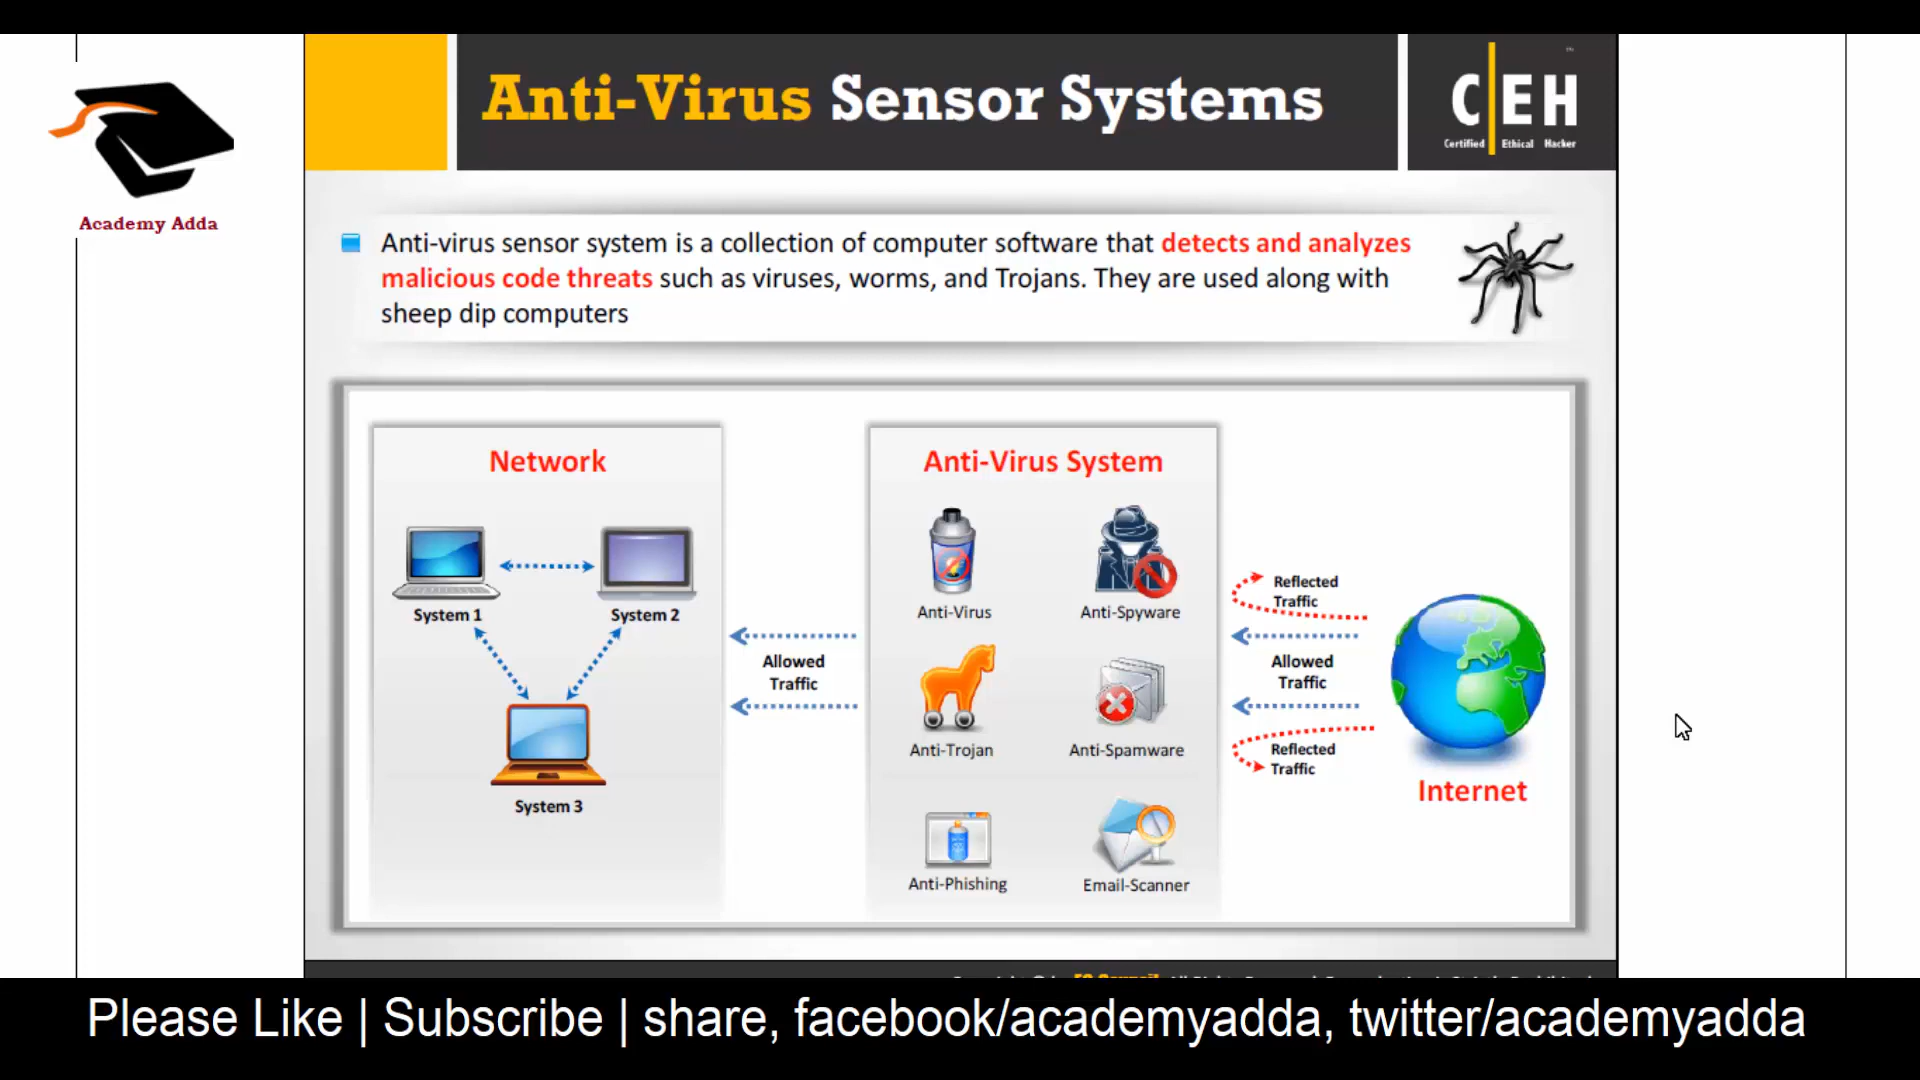 Anti-Virus Sensor Systems
C|EH
Certified Ethical Hacker
Academy Adda
Anti-virus sensor system is a collection of computer software that detects and analyzes
malicious code threats such as viruses, worms, and Trojans. They are used along with
sheep dip computers
Network
System 1
System 2
System 3
Allowed
Traffic
Anti-Virus System
Anti-Virus
Anti-Spyware
Anti-Trojan
Anti-Spamware
Anti-Phishing
Email-Scanner
Reflected
Traffic
Allowed
Traffic
Reflected
Traffic
Internet
Please Like | Subscribe | share, facebook/academyadda, twitter/academyadda